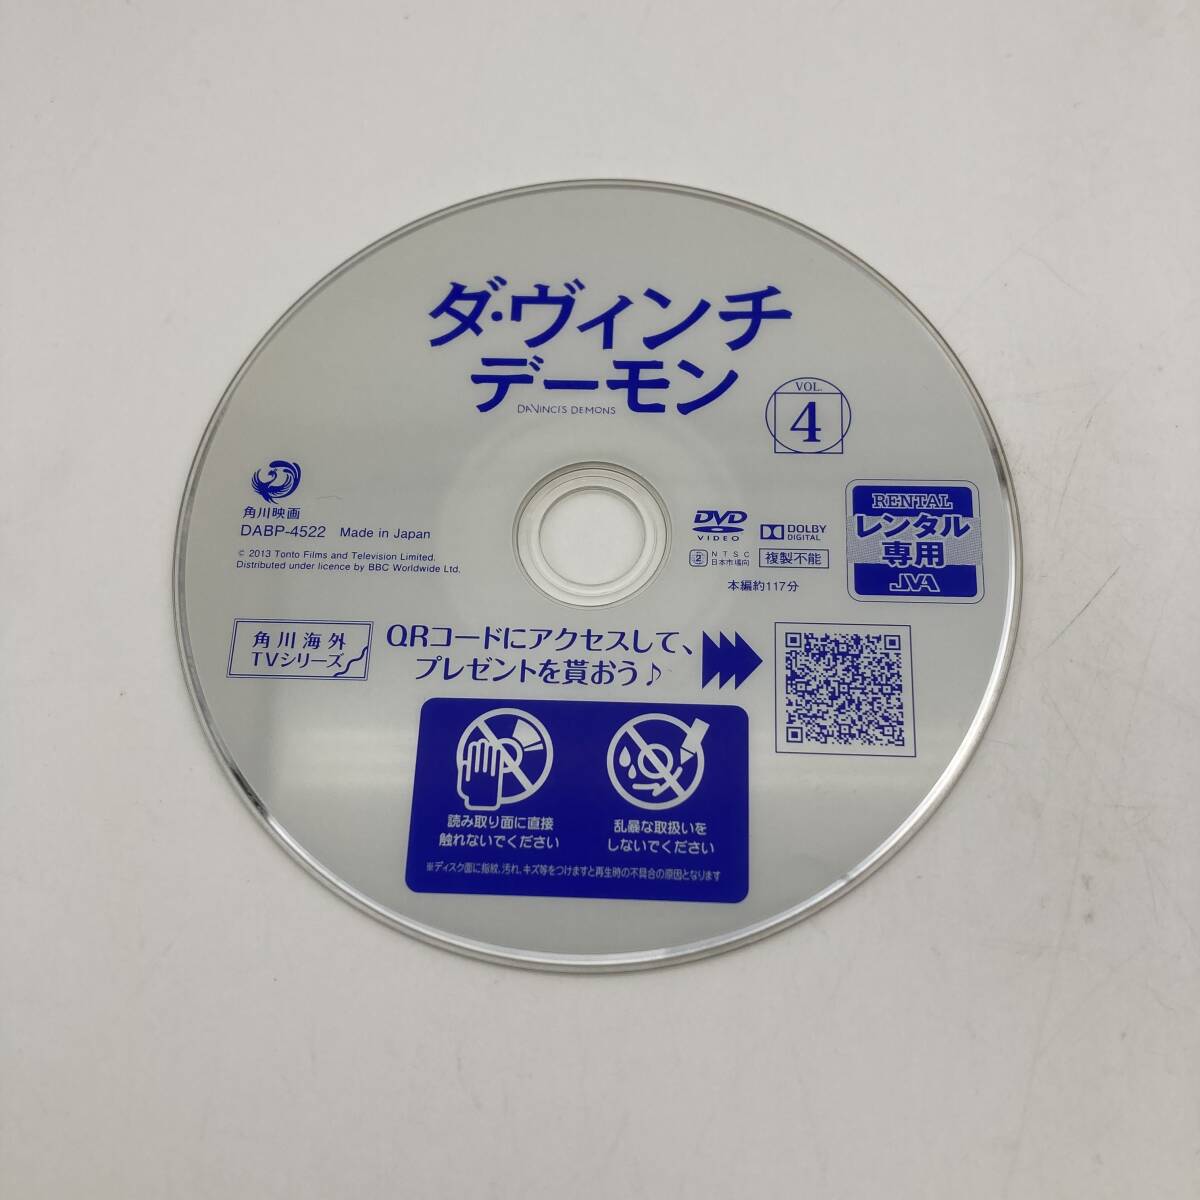 ダ・ヴィンチ
デーモン
DAVINCI'S DEMONS
VOL.
4
角川映画
DABP-4522 Made in Japan
© 2013 Tonto Films and Television Limited.
Distributed under licence by BBC Worldwide Ltd.
DVD
VIDEO
DOLBY
DIGITAL
2
NTSC
日本市場向
複製不能
本編約117分
RENTAL
レンタル
専用
JVA
角川海外
TVシリーズ
QRコードにアクセスして、
プレゼントを貰おう♪
読み取り面に直接
触れないでください
乱暴な取扱いを
しないでください
※ディスク面に指紋、汚れ、キズ等をつけますと再生時の不具合の原因となります